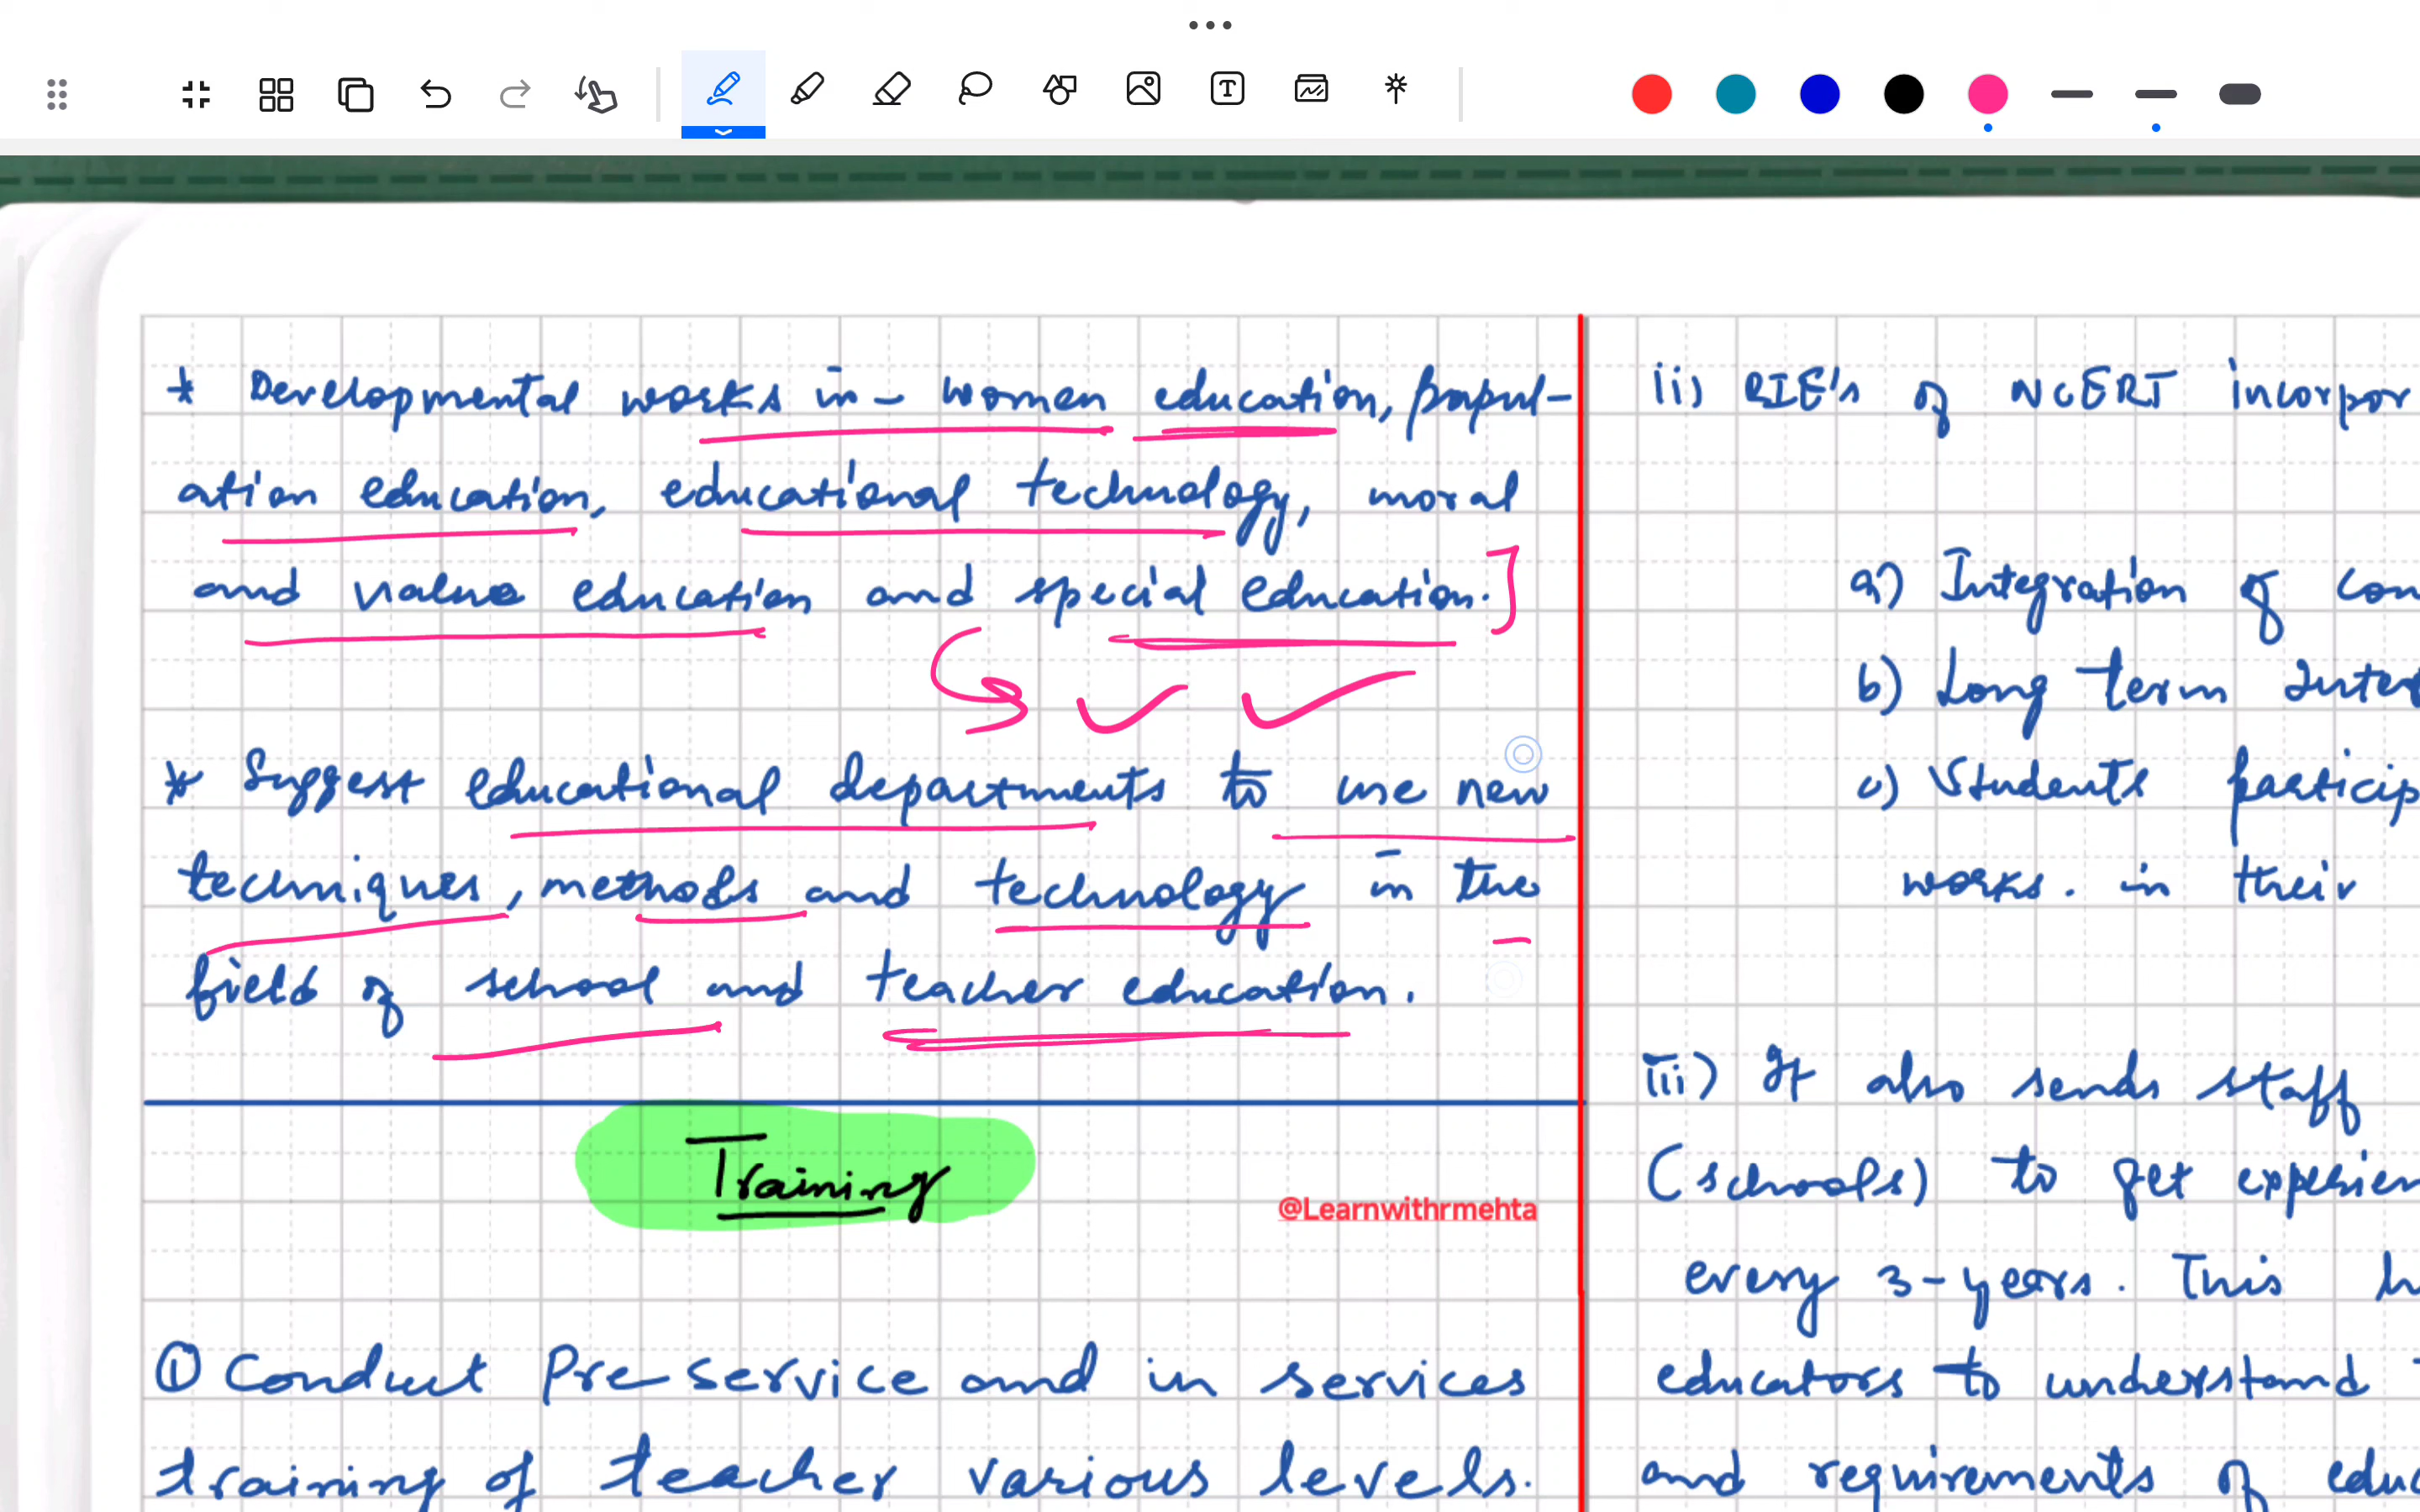 * Developmental works in - women education, popul-
ation education, educational technology, moral
and value education and special education.
* Suggest educational departments to use new
techniques, methods and technology in the
field of school and teacher education.
Training
@Learnwithrmehta
① Conduct Pre-service and in services
training of teacher various levels.
ii) RIE's of NCERT incorpor
a) Integration of con
b) Long term Inter
c) Students particip
works. in their
iii) It also sends staff
(schools) to get experien
every 3-years. This h
educators to understand
and requirements of educ